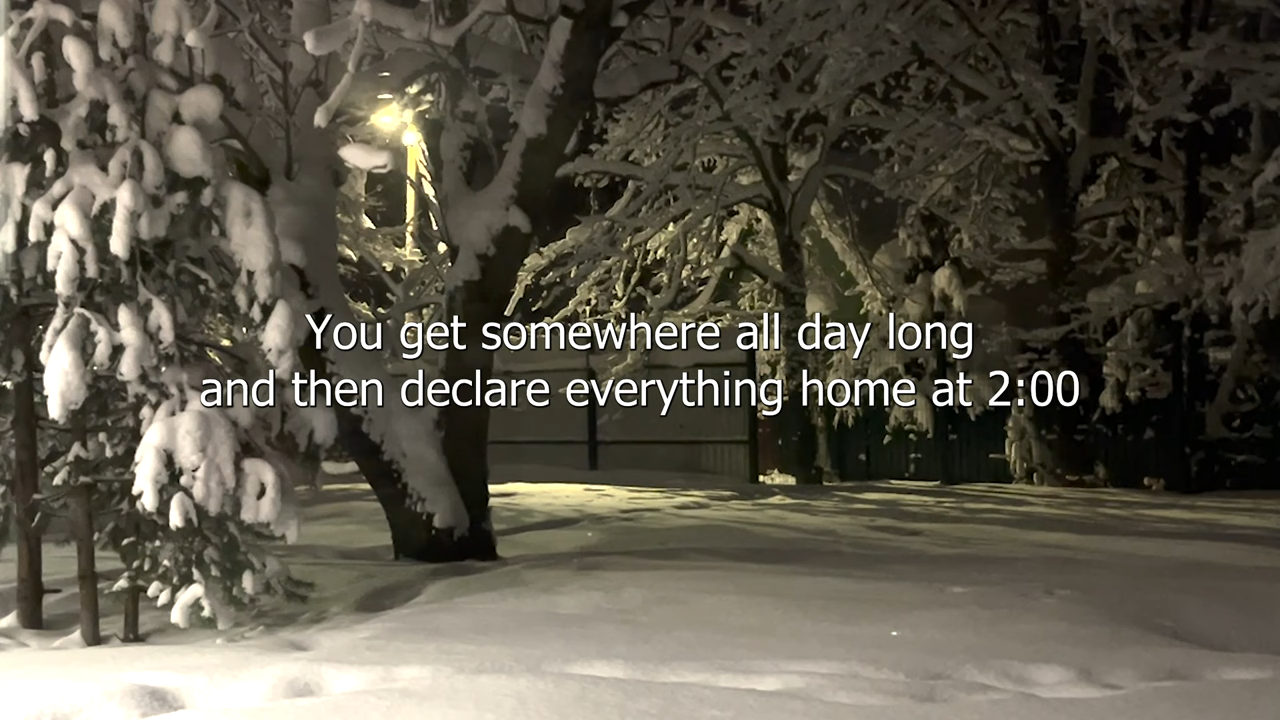 You get somewhere all day long
and then declare everything home at 2:00